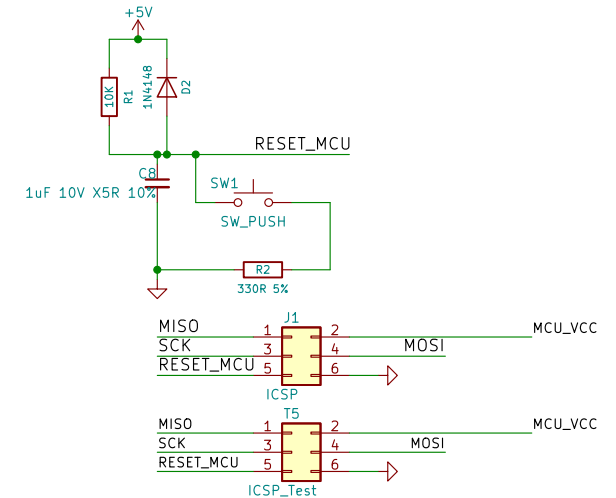 +5V
10K
R1
1N4148
D2
RESET_MCU
C8
1uF 10V X5R 10%
SW1
SW_PUSH
R2
330R 5%
J1
MISO 1 2 MCU_VCC
SCK 3 4 MOSI
RESET_MCU 5 6
ICSP
T5
MISO 1 2 MCU_VCC
SCK 3 4 MOSI
RESET_MCU 5 6
ICSP_Test